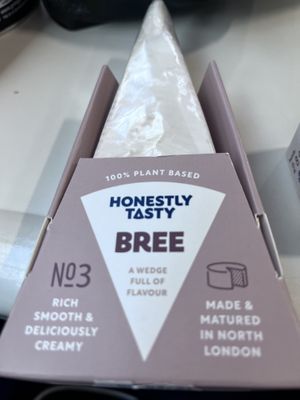 100% PLANT BASED
HONESTLY
TASTY
BREE
A WEDGE
FULL OF
FLAVOUR
Nº3
RICH
SMOOTH &
DELICIOUSLY
CREAMY
MADE &
MATURED
IN NORTH
LONDON